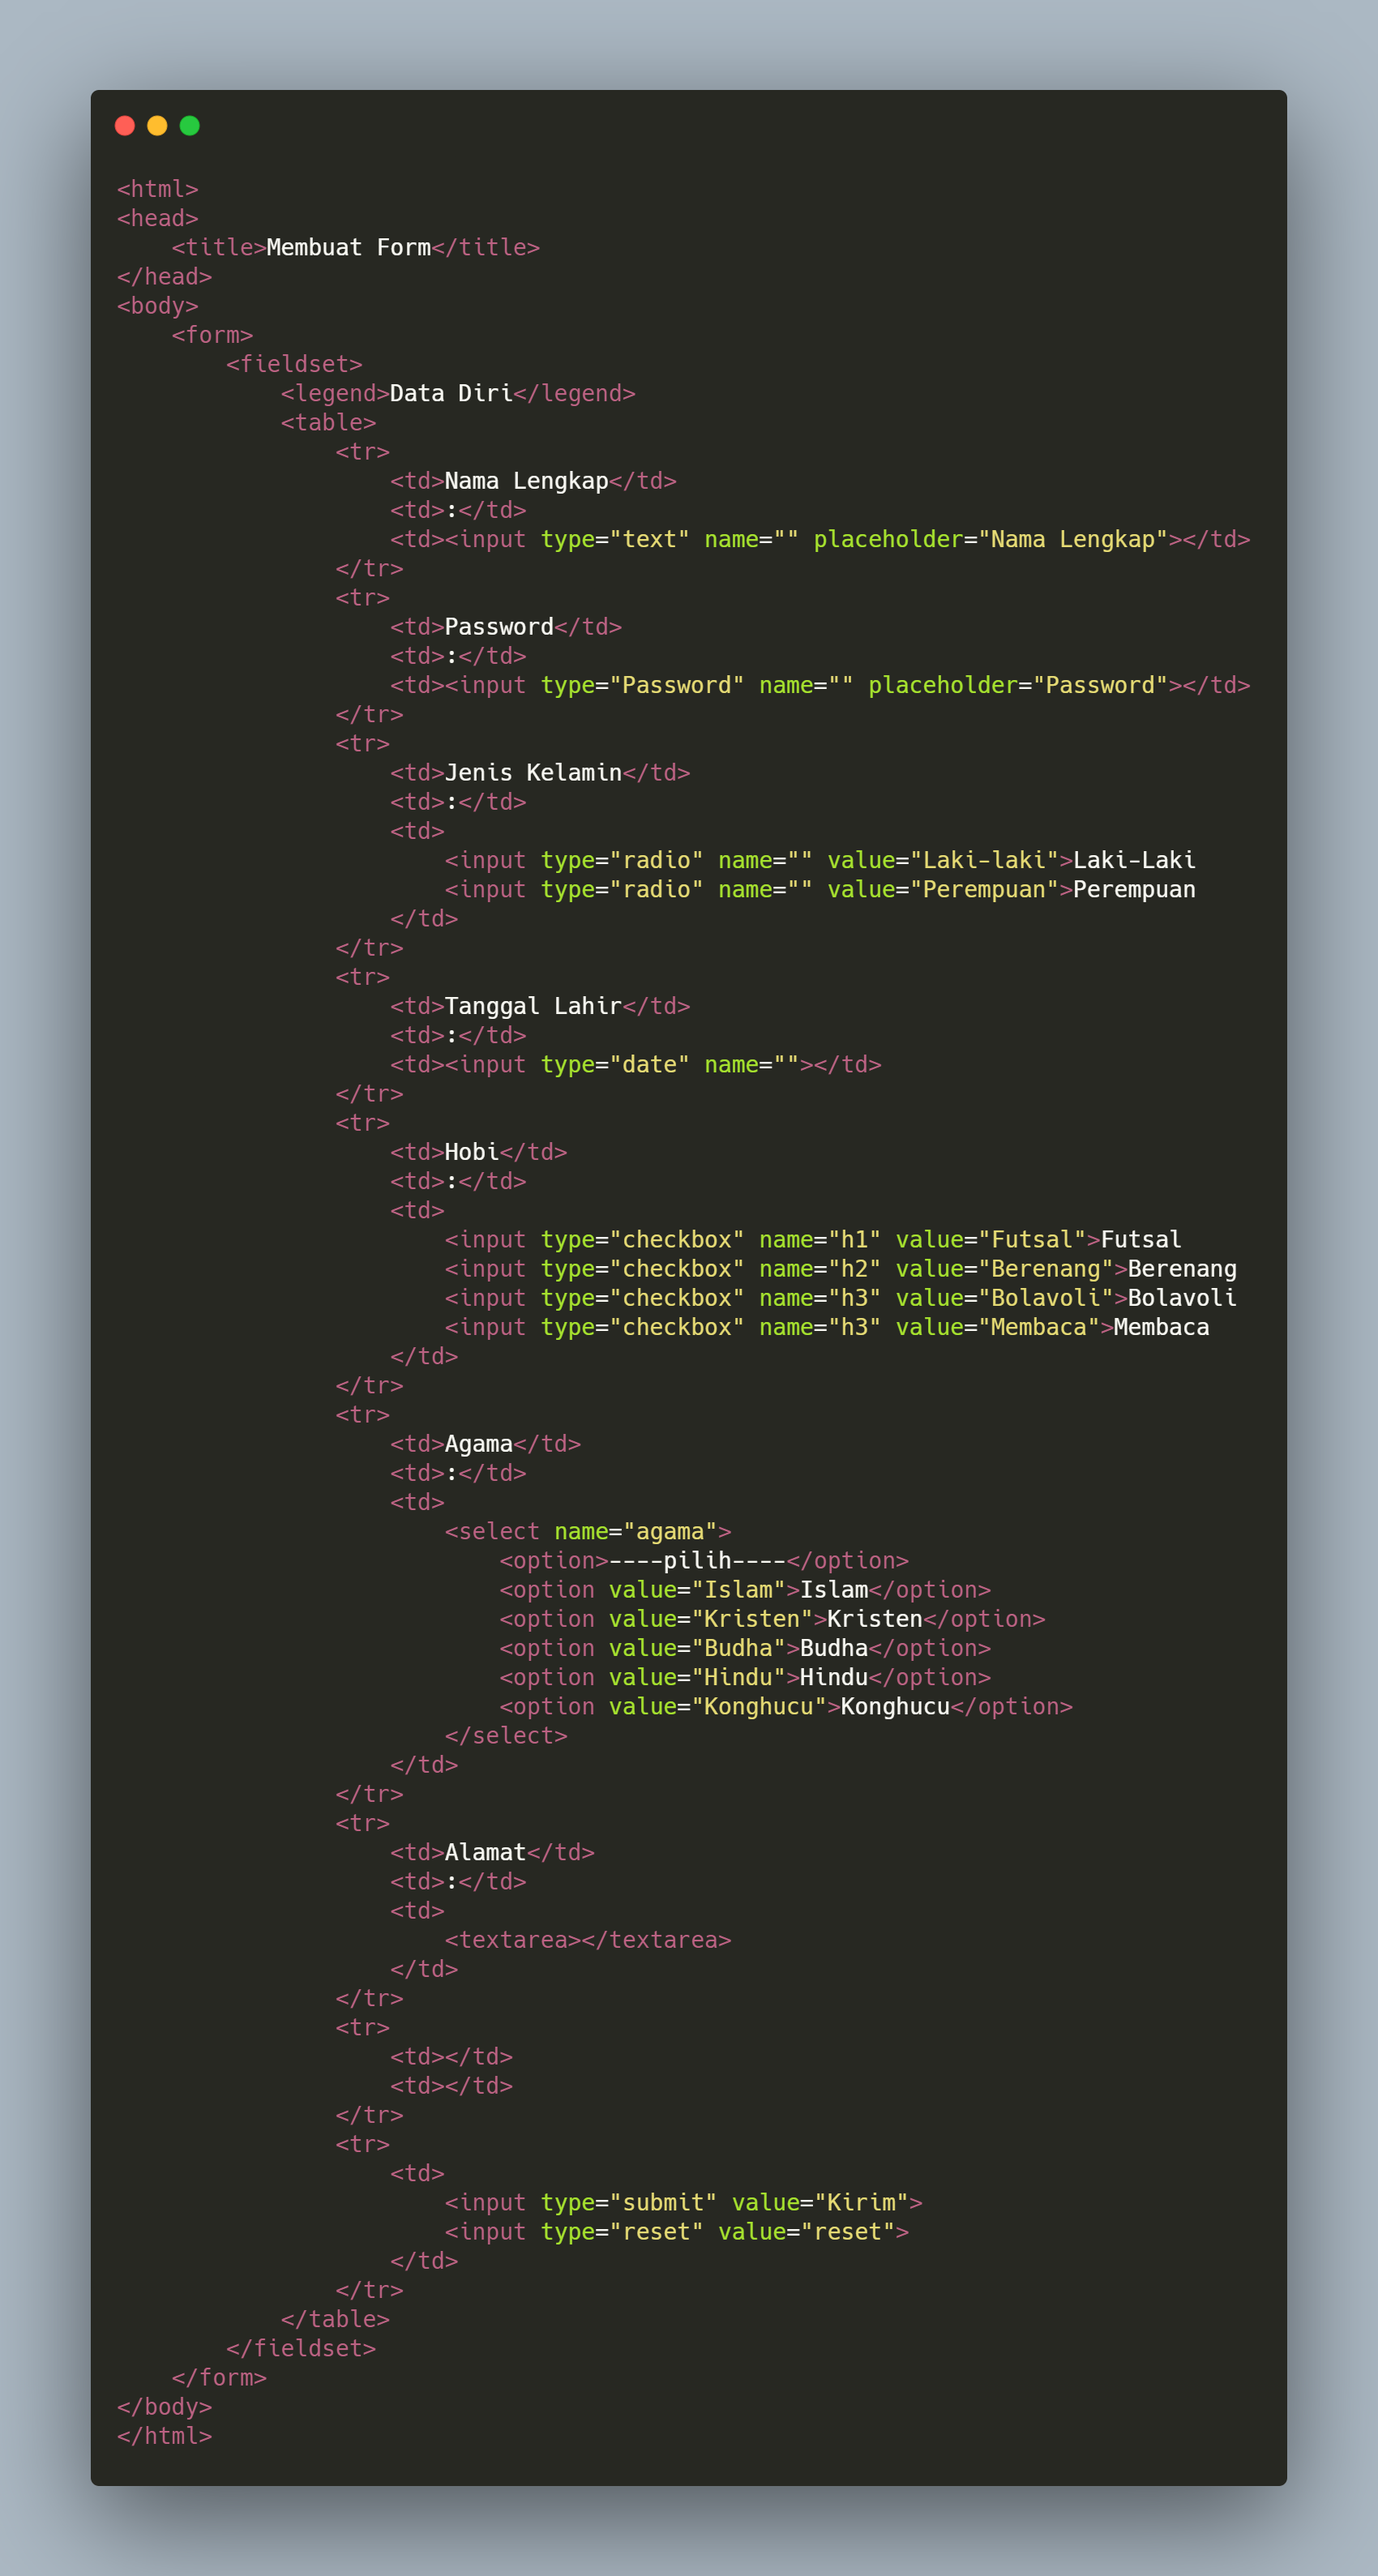 <html>
<head>
    <title>Membuat Form</title>
</head>
<body>
    <form>
        <fieldset>
            <legend>Data Diri</legend>
            <table>
                <tr>
                    <td>Nama Lengkap</td>
                    <td>:</td>
                    <td><input type="text" name="" placeholder="Nama Lengkap"></td>
                </tr>
                <tr>
                    <td>Password</td>
                    <td>:</td>
                    <td><input type="Password" name="" placeholder="Password"></td>
                </tr>
                <tr>
                    <td>Jenis Kelamin</td>
                    <td>:</td>
                    <td>
                        <input type="radio" name="" value="Laki-laki">Laki-Laki
                        <input type="radio" name="" value="Perempuan">Perempuan
                    </td>
                </tr>
                <tr>
                    <td>Tanggal Lahir</td>
                    <td>:</td>
                    <td><input type="date" name=""></td>
                </tr>
                <tr>
                    <td>Hobi</td>
                    <td>:</td>
                    <td>
                        <input type="checkbox" name="h1" value="Futsal">Futsal
                        <input type="checkbox" name="h2" value="Berenang">Berenang
                        <input type="checkbox" name="h3" value="Bolavoli">Bolavoli
                        <input type="checkbox" name="h3" value="Membaca">Membaca
                    </td>
                </tr>
                <tr>
                    <td>Agama</td>
                    <td>:</td>
                    <td>
                        <select name="agama">
                            <option>----pilih----</option>
                            <option value="Islam">Islam</option>
                            <option value="Kristen">Kristen</option>
                            <option value="Budha">Budha</option>
                            <option value="Hindu">Hindu</option>
                            <option value="Konghucu">Konghucu</option>
                        </select>
                    </td>
                </tr>
                <tr>
                    <td>Alamat</td>
                    <td>:</td>
                    <td>
                        <textarea></textarea>
                    </td>
                </tr>
                <tr>
                    <td></td>
                    <td></td>
                </tr>
                <tr>
                    <td>
                        <input type="submit" value="Kirim">
                        <input type="reset" value="reset">
                    </td>
                </tr>
            </table>
        </fieldset>
    </form>
</body>
</html>